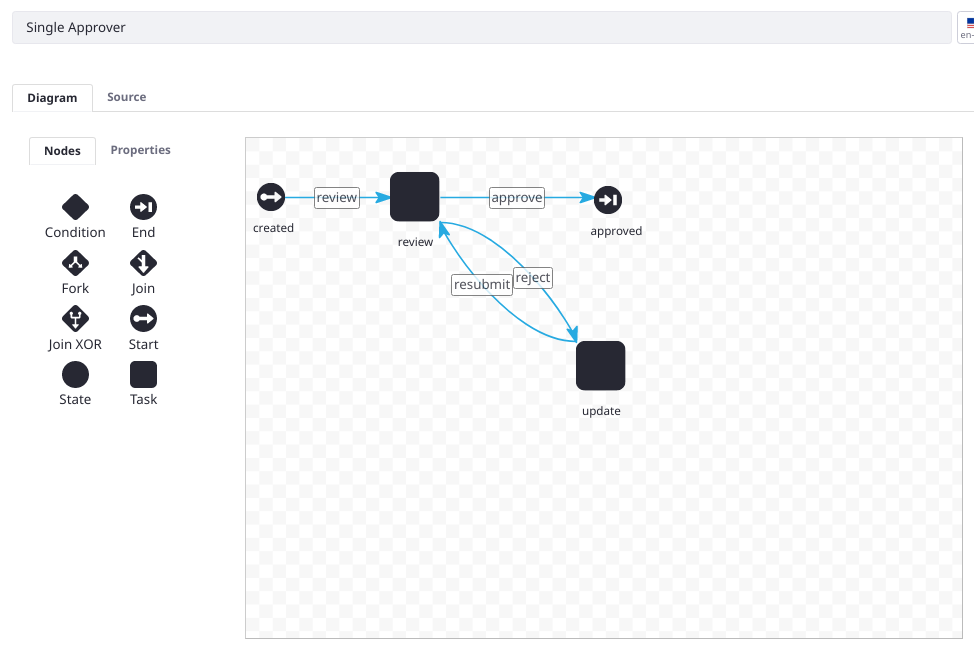 Single Approver
en-
Diagram Source
Nodes Properties
Condition End
Fork Join
Join XOR Start
State Task
review approve
created review approved
resubmit reject
update